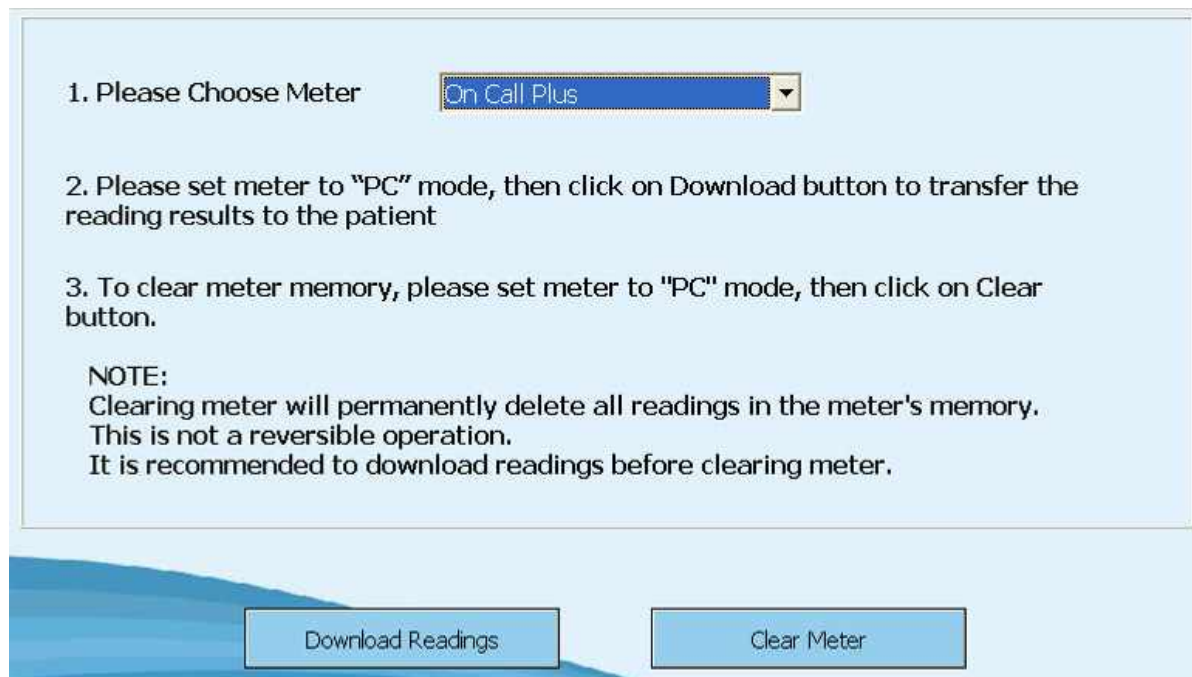 1. Please Choose Meter On Call Plus
2. Please set meter to “PC” mode, then click on Download button to transfer the
reading results to the patient
3. To clear meter memory, please set meter to "PC" mode, then click on Clear
button.
NOTE:
Clearing meter will permanently delete all readings in the meter's memory.
This is not a reversible operation.
It is recommended to download readings before clearing meter.
Download Readings Clear Meter